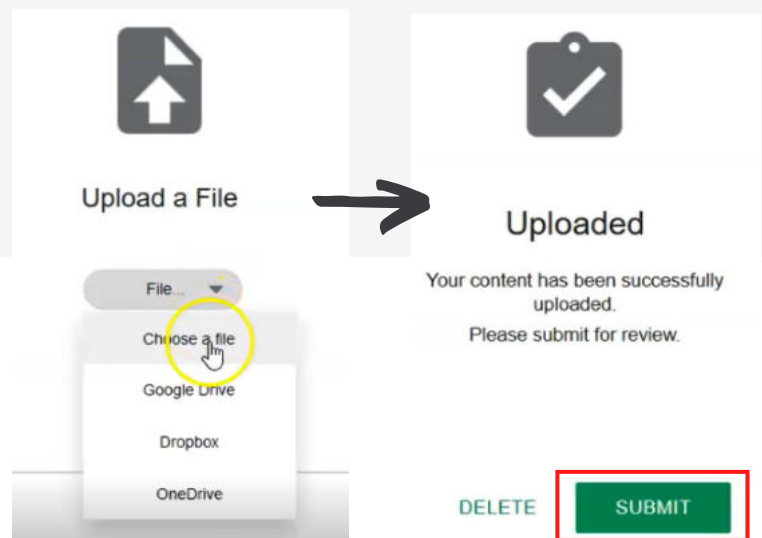 Upload a File
File...
Choose a file
Google Drive
Dropbox
OneDrive
Uploaded
Your content has been successfully
uploaded.
Please submit for review.
DELETE
SUBMIT